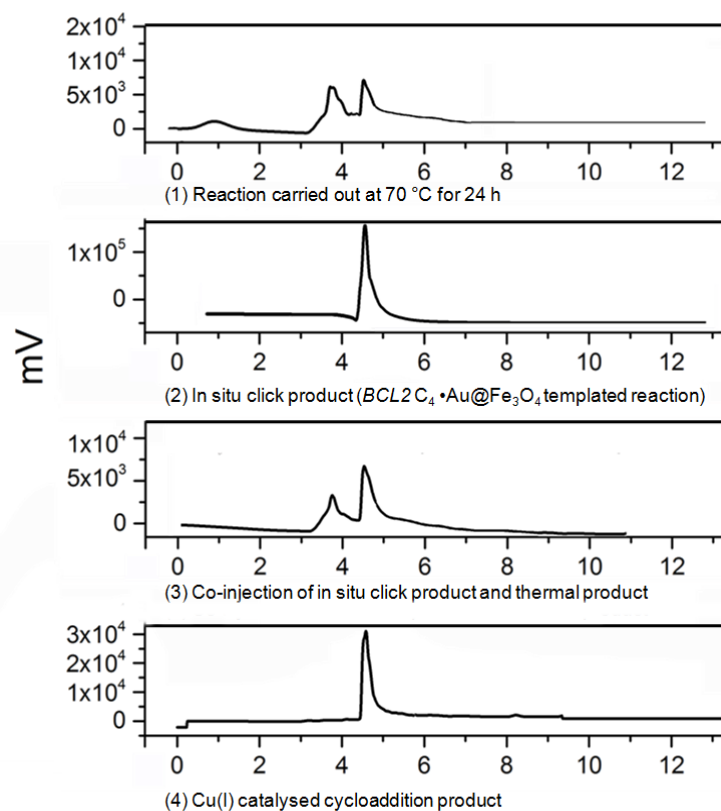 mV
2x10⁴
1x10⁴
5x10³
0
0 2 4 6 8 10 12
(1) Reaction carried out at 70 °C for 24 h
1x10⁵
0
0 2 4 6 8 10 12
(2) In situ click product (BCL2 C₄ •Au@Fe₃O₄ templated reaction)
1x10⁴
5x10³
0
0 2 4 6 8 10 12
(3) Co-injection of in situ click product and thermal product
3x10⁴
2x10⁴
1x10⁴
0
0 2 4 6 8 10 12
(4) Cu(I) catalysed cycloaddition product